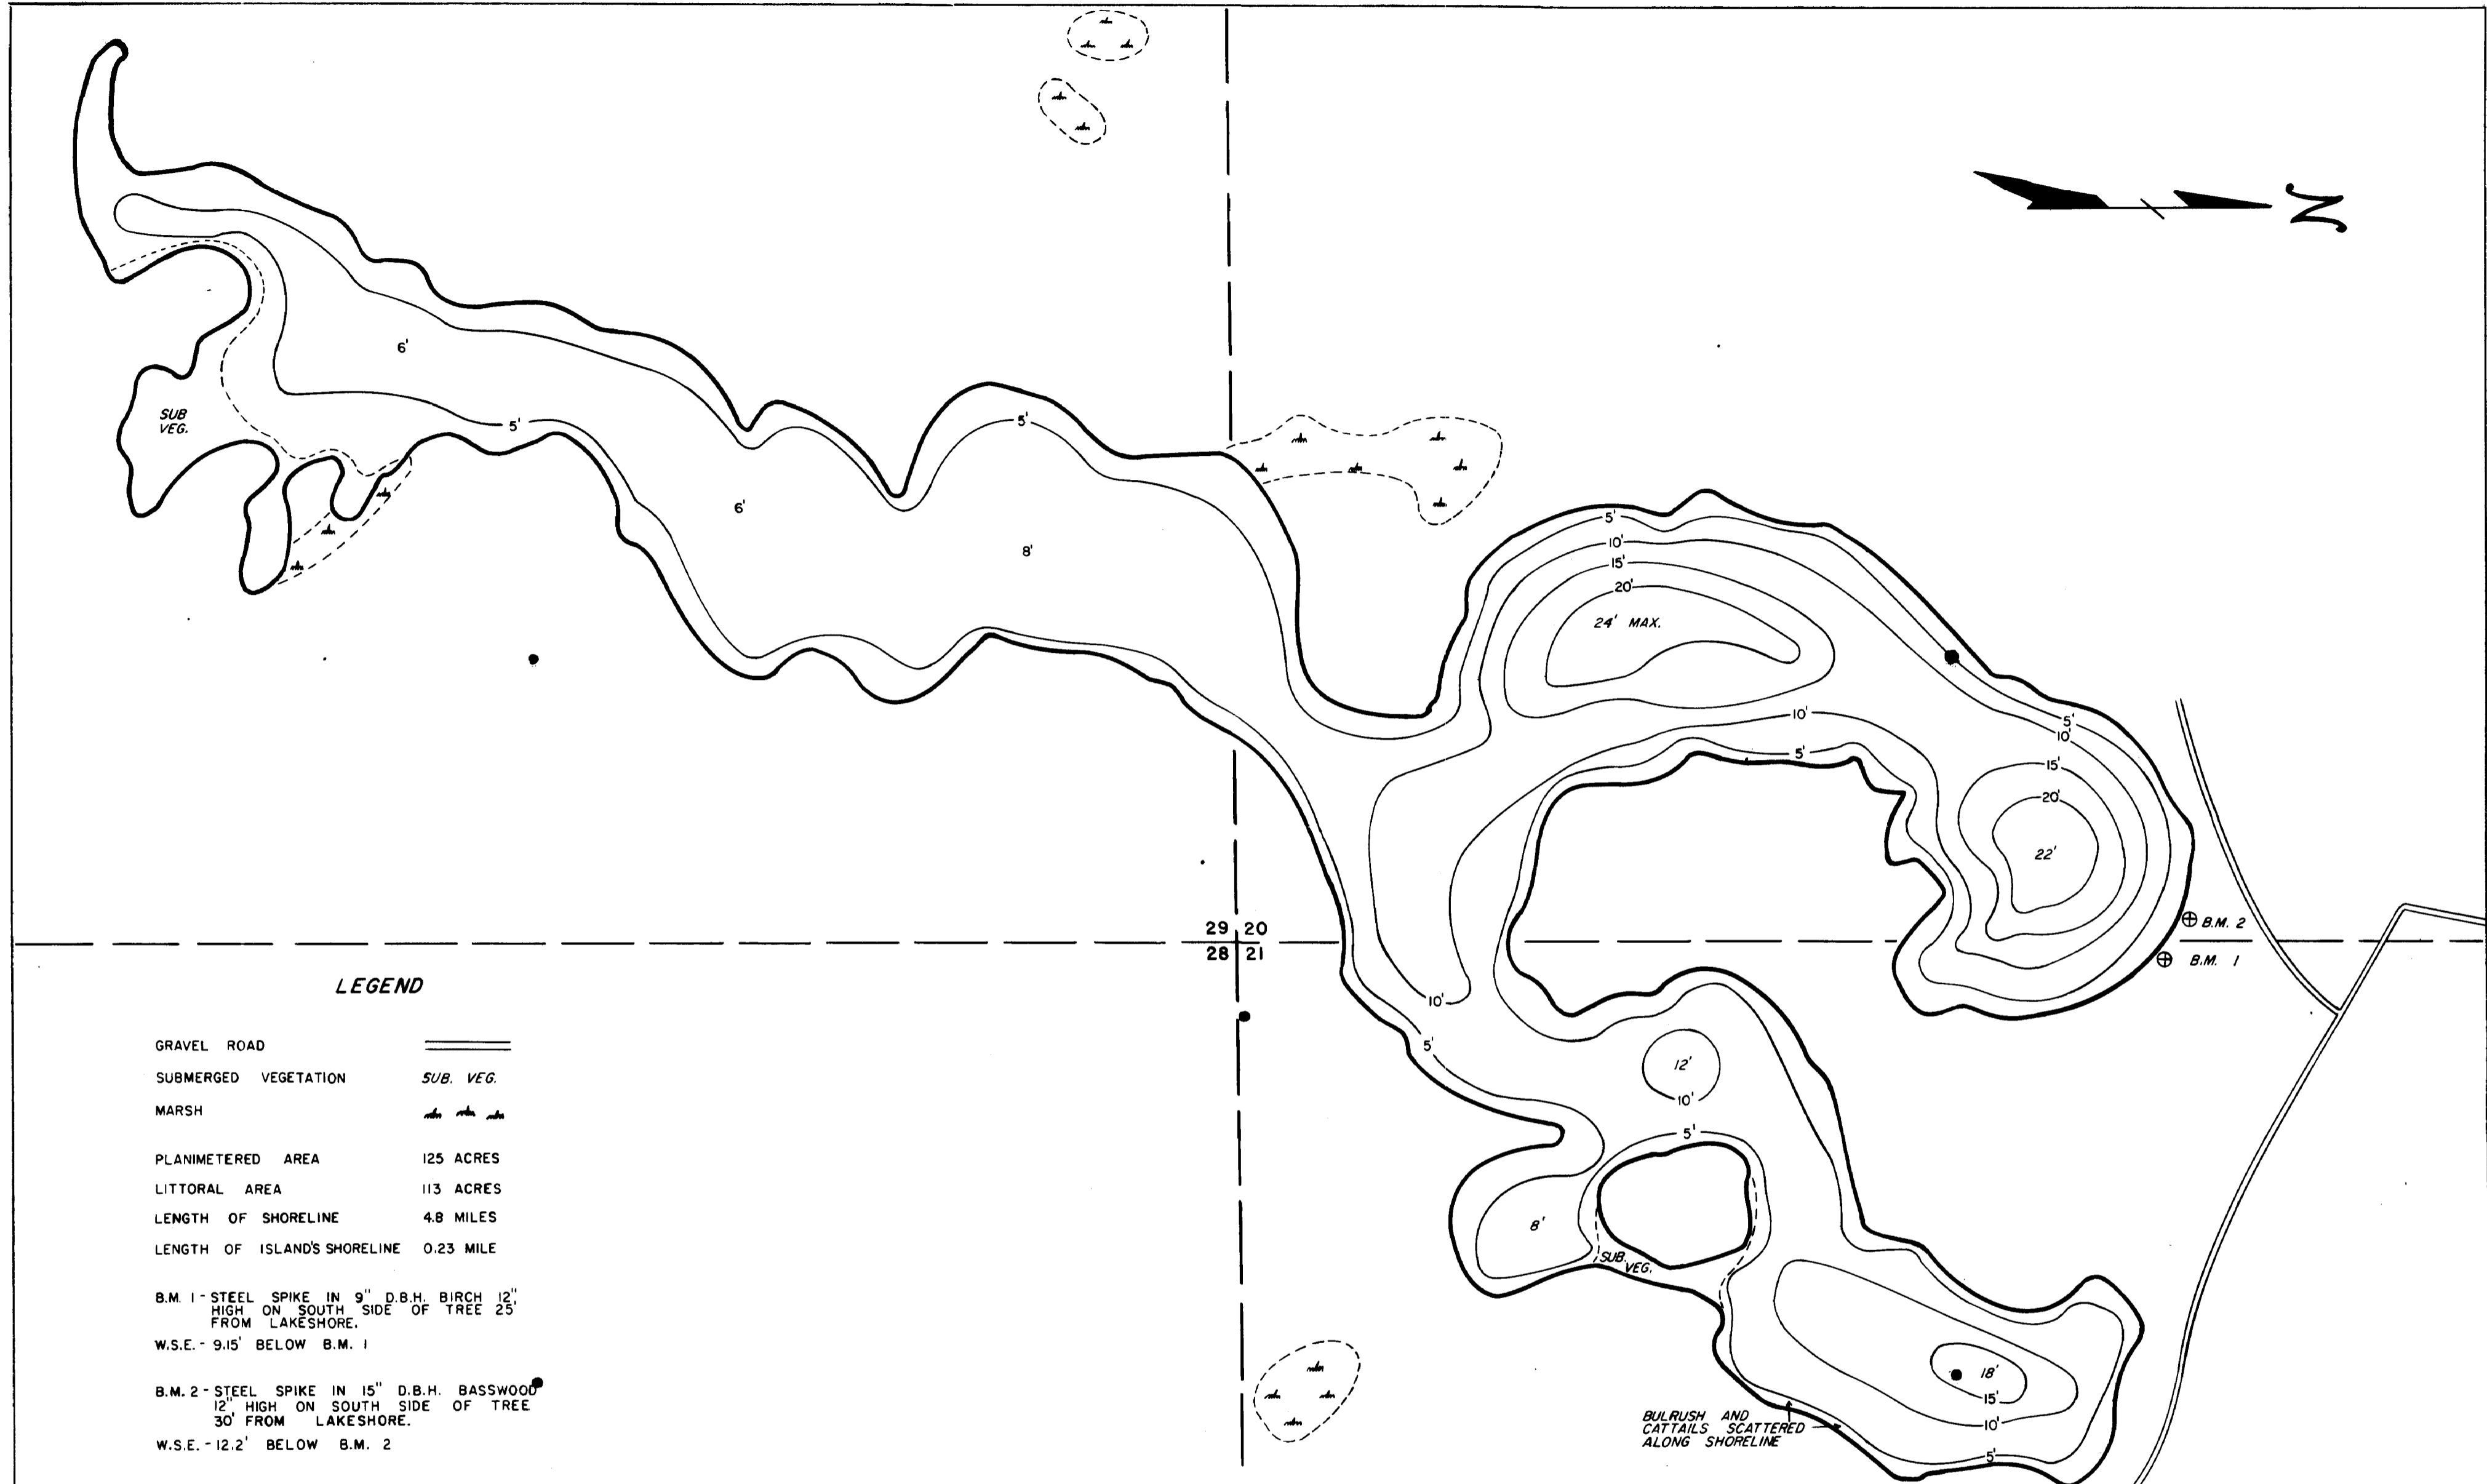 N
SUB
VEG.
6'
5'
6'
5'
8'
5'
10'
15'
20'
24' MAX.
10'
5'
5'
10'
15'
20'
22'
29 20
28 21
B.M. 2
B.M. 1
10'
5'
12'
10'
5'
8'
SUB.
VEG.
18'
15'
10'
5'
BULRUSH AND
CATTAILS SCATTERED
ALONG SHORELINE
LEGEND
GRAVEL ROAD
SUBMERGED VEGETATION SUB. VEG.
MARSH
PLANIMETERED AREA 125 ACRES
LITTORAL AREA 113 ACRES
LENGTH OF SHORELINE 4.8 MILES
LENGTH OF ISLAND'S SHORELINE 0.23 MILE
B.M. 1 - STEEL SPIKE IN 9" D.B.H. BIRCH 12"
HIGH ON SOUTH SIDE OF TREE 25'
FROM LAKESHORE.
W.S.E. - 9.15' BELOW B.M. 1
B.M. 2 - STEEL SPIKE IN 15" D.B.H. BASSWOOD
12" HIGH ON SOUTH SIDE OF TREE
30' FROM LAKESHORE.
W.S.E. - 12.2' BELOW B.M. 2